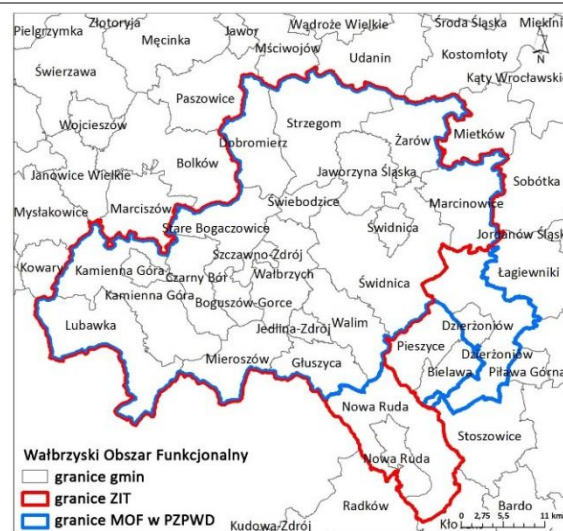 Złotoryja
Wądroże Wielkie
Środa Śląska
Miękinia
Pielgrzymka
Męcinka
Jawor
Mściwojów
Udanin
Kostomłoty
N
Świerzawa
Paszowice
Kąty Wrocławskie
Wojcieszów
Strzegom
Dobromierz
Żarów
Mietków
Bolków
Janowice Wielkie
Jaworzyna Śląska
Sobótka
Mysłakowice
Marciszów
Świebodzice
Marcinowice
Stare Bogaczowice
Świdnica
Jordanów Śląsk
Kowary
Kamienna Góra
Szczawno-Zdrój
Łagiewniki
Czarny Bór
Wałbrzych
Świdnica
Kamienna Góra
Boguszów-Gorce
Lubawka
Jedlina-Zdrój
Walim
Dzierżoniów
Mieroszów
Głuszyca
Pieszyce
Dzierżoniów
Bielawa
Piława Górna
Nowa Ruda
Stoszowice
Nowa Ruda
Radków
Bardo
Kudowa-Zdrój
Kło
Wałbrzyski Obszar Funkcjonalny
granice gmin
granice ZIT
granice MOF w PZPWD
0 2,75 5,5 11 km